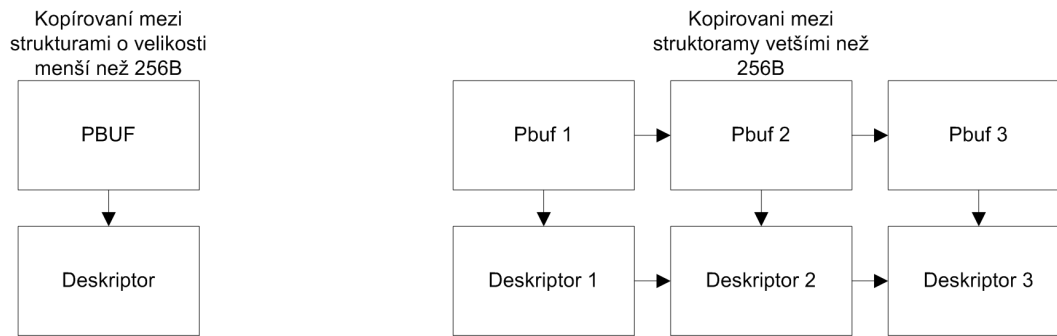 Kopírovaní mezi
strukturami o velikosti
menší než 256B
PBUF
Deskriptor
Kopirovani mezi
struktoramy vetšími než
256B
Pbuf 1
Pbuf 2
Pbuf 3
Deskriptor 1
Deskriptor 2
Deskriptor 3